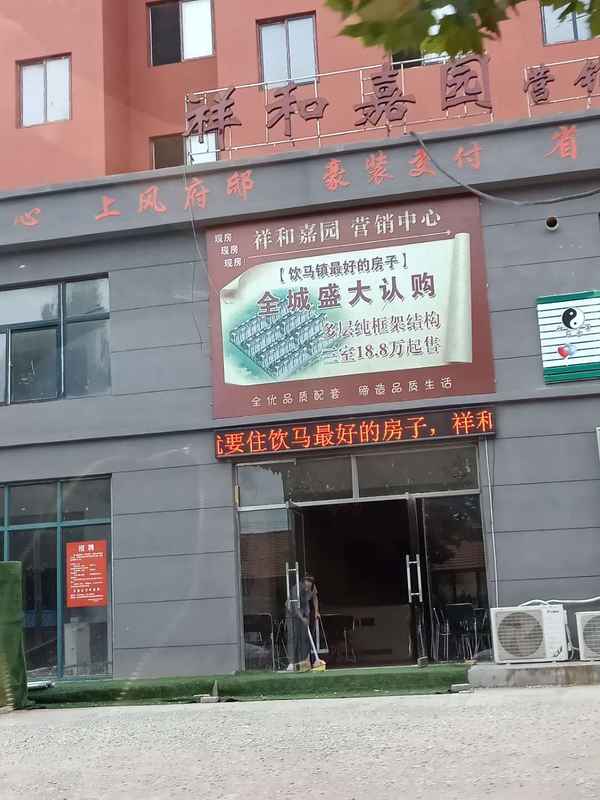 祥和嘉园 营销
心 上风府邸 豪装交付 省
现房
现房
现房
祥和嘉园 营销中心
【饮马镇最好的房子】
全城盛大认购
多层纯框架结构
三室18.8万起售
全优品质配套 缔造品质生活
要住饮马最好的房子，祥和
招聘